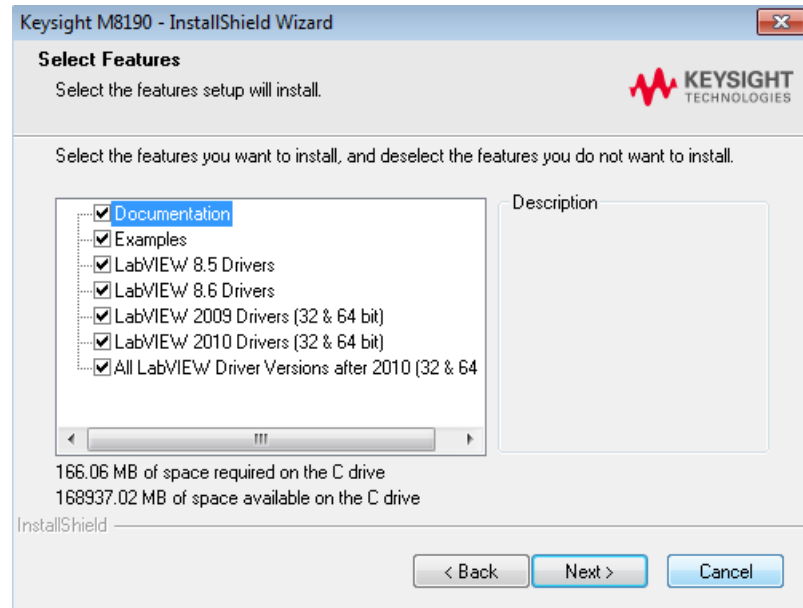 Keysight M8190 - InstallShield Wizard
Select Features
Select the features setup will install.
KEYSIGHT
TECHNOLOGIES
Select the features you want to install, and deselect the features you do not want to install.
Documentation
Examples
LabVIEW 8.5 Drivers
LabVIEW 8.6 Drivers
LabVIEW 2009 Drivers (32 & 64 bit)
LabVIEW 2010 Drivers (32 & 64 bit)
All LabVIEW Driver Versions after 2010 (32 & 64
Description
166.06 MB of space required on the C drive
168937.02 MB of space available on the C drive
InstallShield
< Back
Next >
Cancel